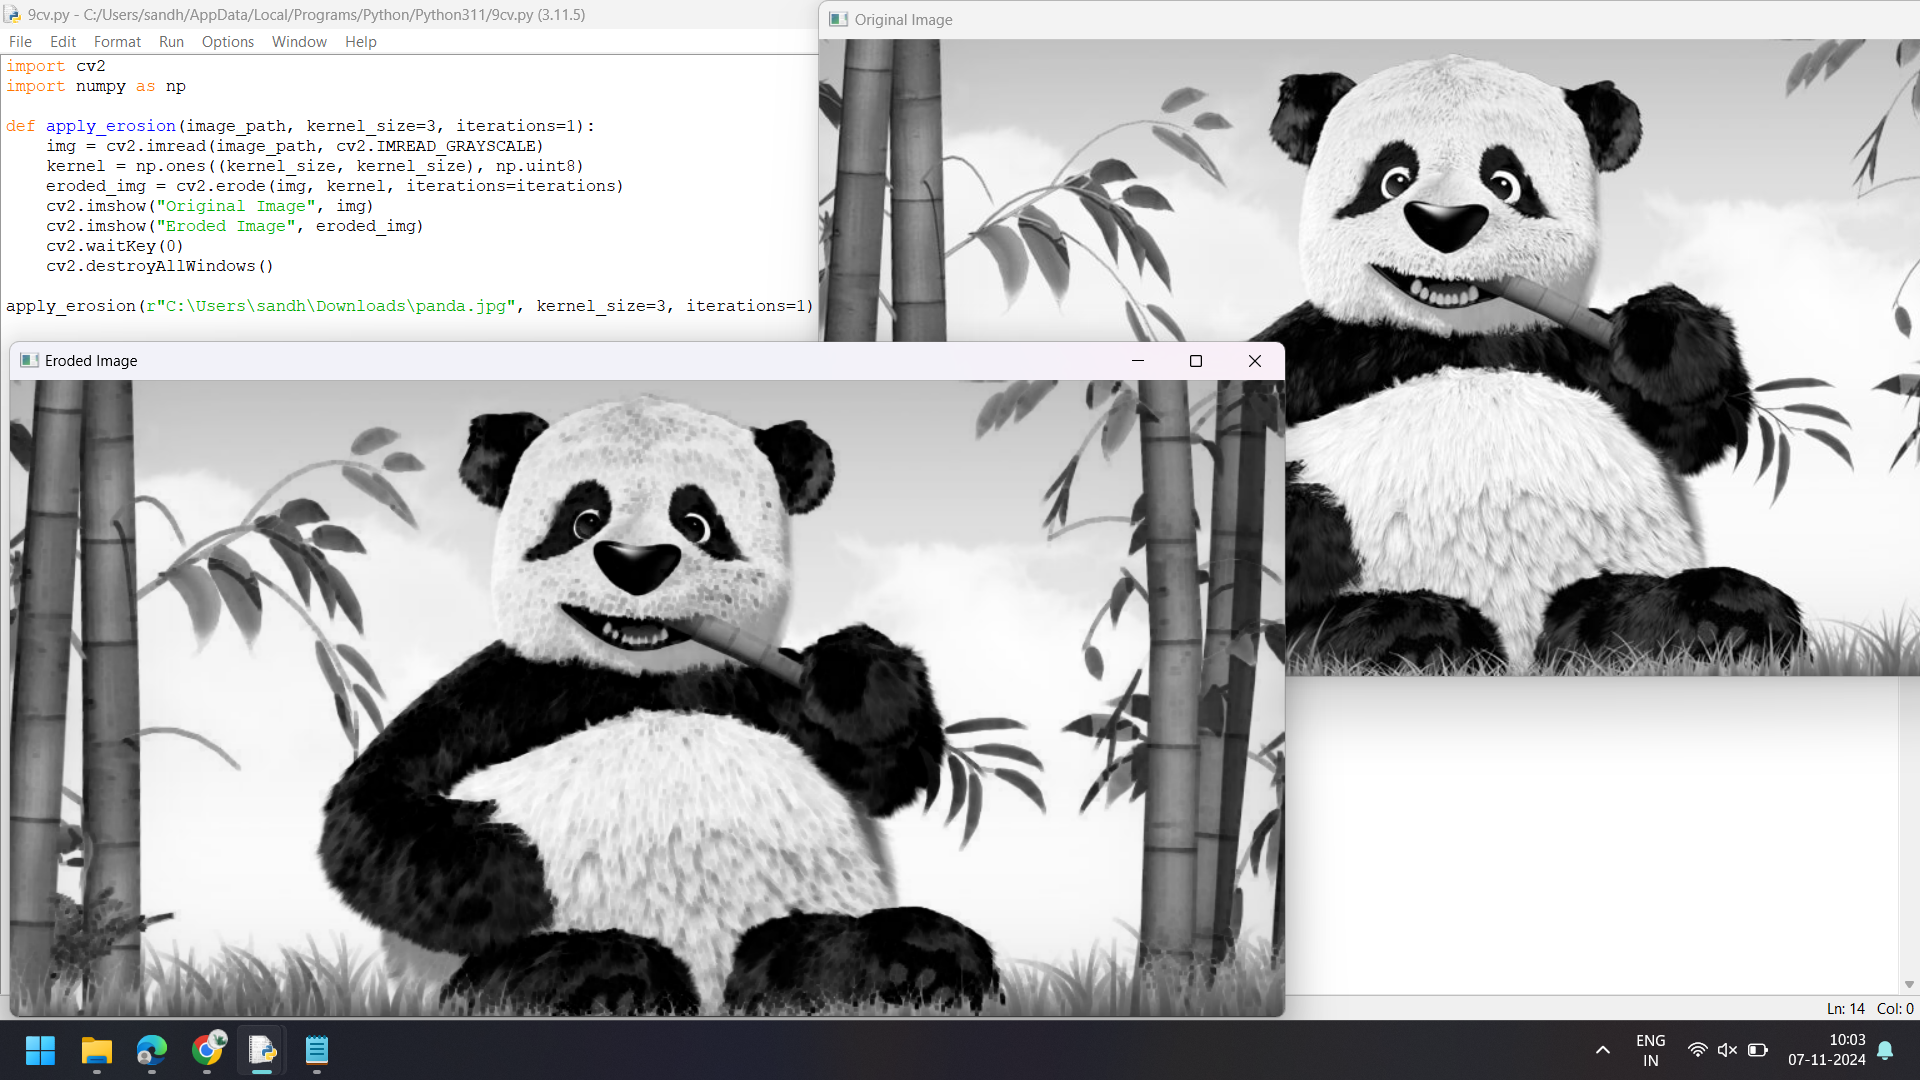 9cv.py - C:/Users/sandh/AppData/Local/Programs/Python/Python311/9cv.py (3.11.5)
File Edit Format Run Options Window Help
import cv2
import numpy as np
def apply_erosion(image_path, kernel_size=3, iterations=1):
    img = cv2.imread(image_path, cv2.IMREAD_GRAYSCALE)
    kernel = np.ones((kernel_size, kernel_size), np.uint8)
    eroded_img = cv2.erode(img, kernel, iterations=iterations)
    cv2.imshow("Original Image", img)
    cv2.imshow("Eroded Image", eroded_img)
    cv2.waitKey(0)
    cv2.destroyAllWindows()
apply_erosion(r"C:\Users\sandh\Downloads\panda.jpg", kernel_size=3, iterations=1)
Original Image
Eroded Image
Ln: 14 Col: 0
ENG
IN
10:03
07-11-2024